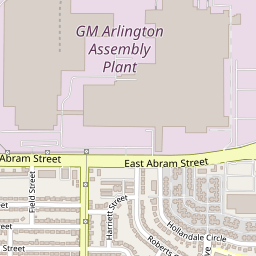 GM Arlington
Assembly
Plant
Abram Street
East Abram Street
Field Street
Harriett Street
Roberts
Hollandale Circle